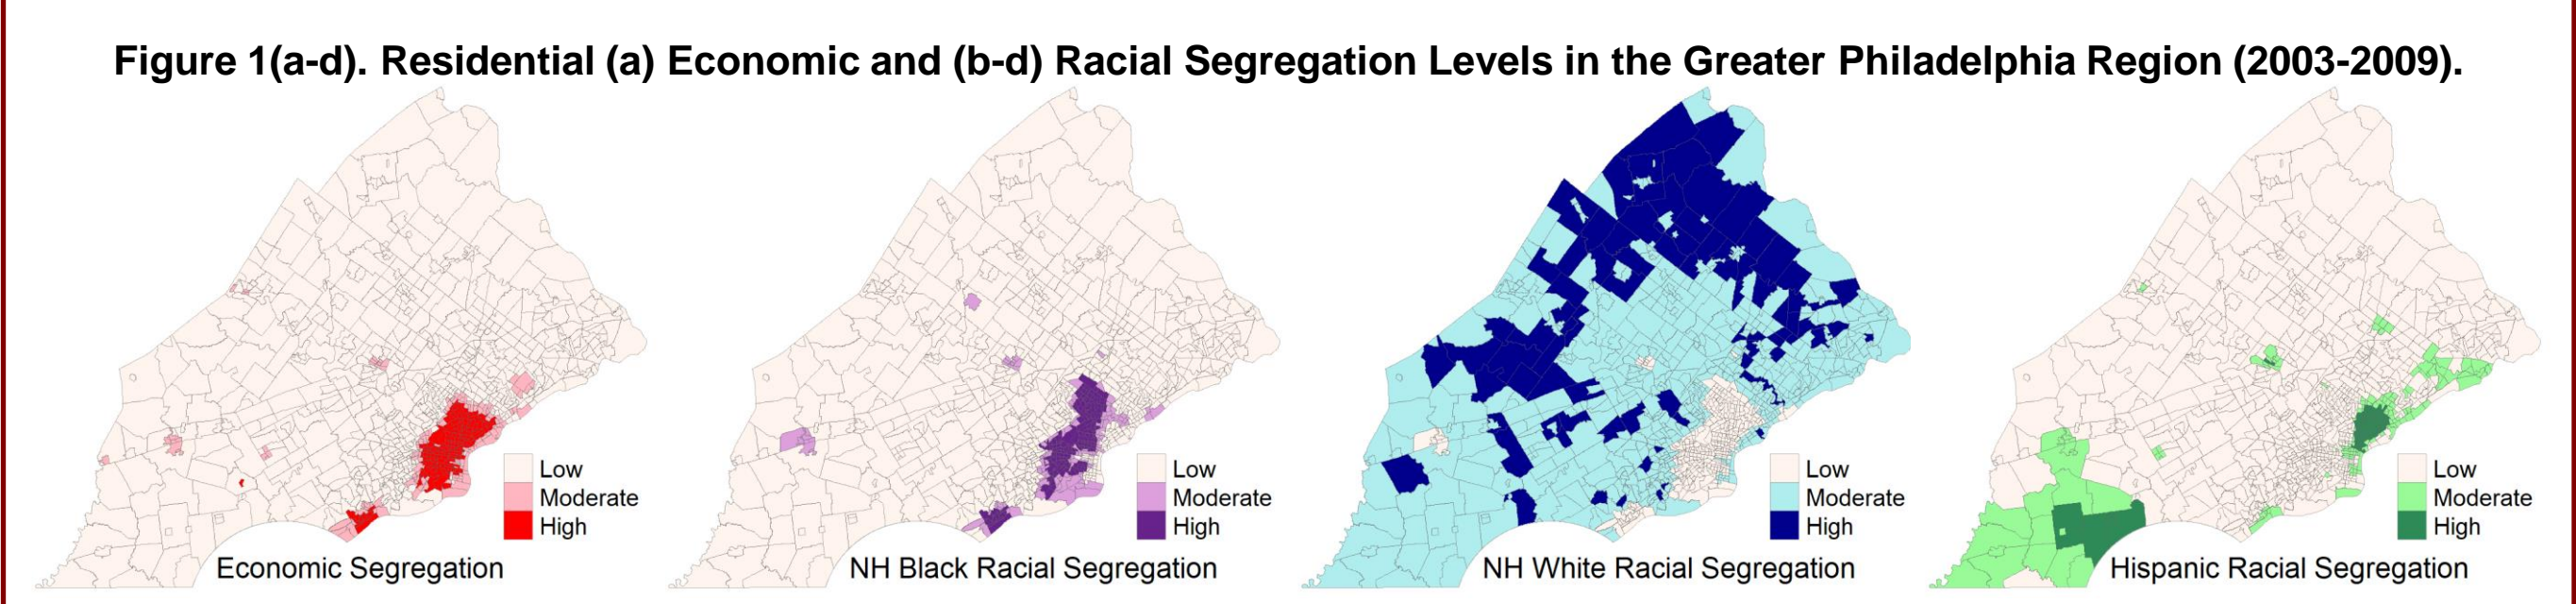 Figure 1(a-d). Residential (a) Economic and (b-d) Racial Segregation Levels in the Greater Philadelphia Region (2003-2009).
Low
Moderate
High
Economic Segregation
Low
Moderate
High
NH Black Racial Segregation
Low
Moderate
High
NH White Racial Segregation
Low
Moderate
High
Hispanic Racial Segregation